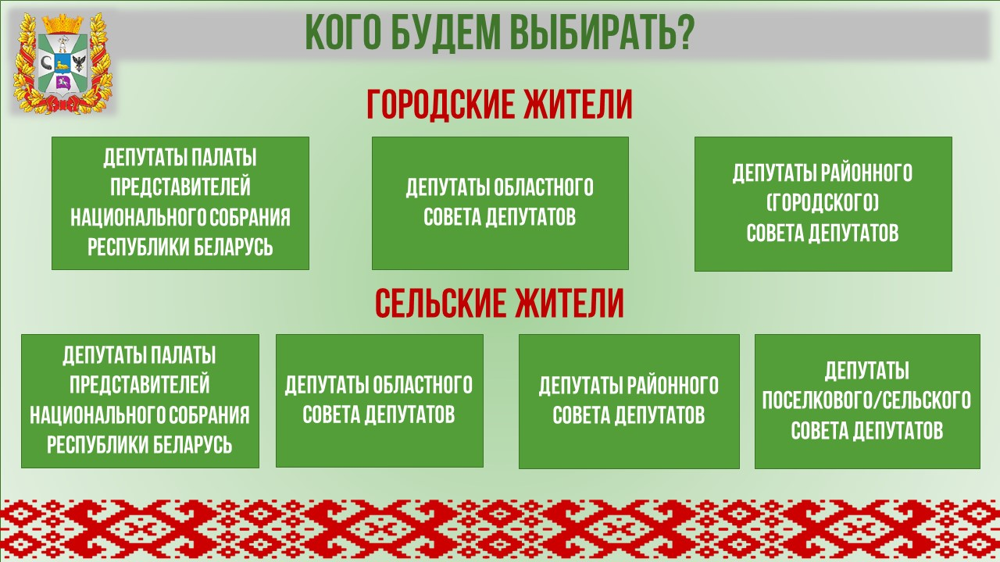 КОГО БУДЕМ ВЫБИРАТЬ?
ГОРОДСКИЕ ЖИТЕЛИ
ДЕПУТАТЫ ПАЛАТЫ
ПРЕДСТАВИТЕЛЕЙ
НАЦИОНАЛЬНОГО СОБРАНИЯ
РЕСПУБЛИКИ БЕЛАРУСЬ
ДЕПУТАТЫ ОБЛАСТНОГО
СОВЕТА ДЕПУТАТОВ
ДЕПУТАТЫ РАЙОННОГО
(ГОРОДСКОГО)
СОВЕТА ДЕПУТАТОВ
СЕЛЬСКИЕ ЖИТЕЛИ
ДЕПУТАТЫ ПАЛАТЫ
ПРЕДСТАВИТЕЛЕЙ
НАЦИОНАЛЬНОГО СОБРАНИЯ
РЕСПУБЛИКИ БЕЛАРУСЬ
ДЕПУТАТЫ ОБЛАСТНОГО
СОВЕТА ДЕПУТАТОВ
ДЕПУТАТЫ РАЙОННОГО
СОВЕТА ДЕПУТАТОВ
ДЕПУТАТЫ
ПОСЕЛКОВОГО/СЕЛЬСКОГО
СОВЕТА ДЕПУТАТОВ